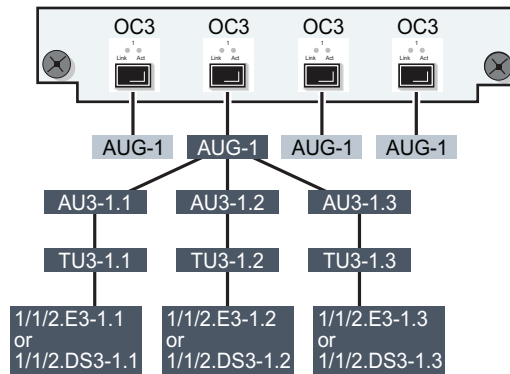 OC3 OC3 OC3 OC3
1 1 1 1
Link Act Link Act Link Act Link Act
AUG-1 AUG-1 AUG-1 AUG-1
AU3-1.1 AU3-1.2 AU3-1.3
TU3-1.1 TU3-1.2 TU3-1.3
1/1/2.E3-1.1 1/1/2.E3-1.2 1/1/2.E3-1.3
or or or
1/1/2.DS3-1.1 1/1/2.DS3-1.2 1/1/2.DS3-1.3